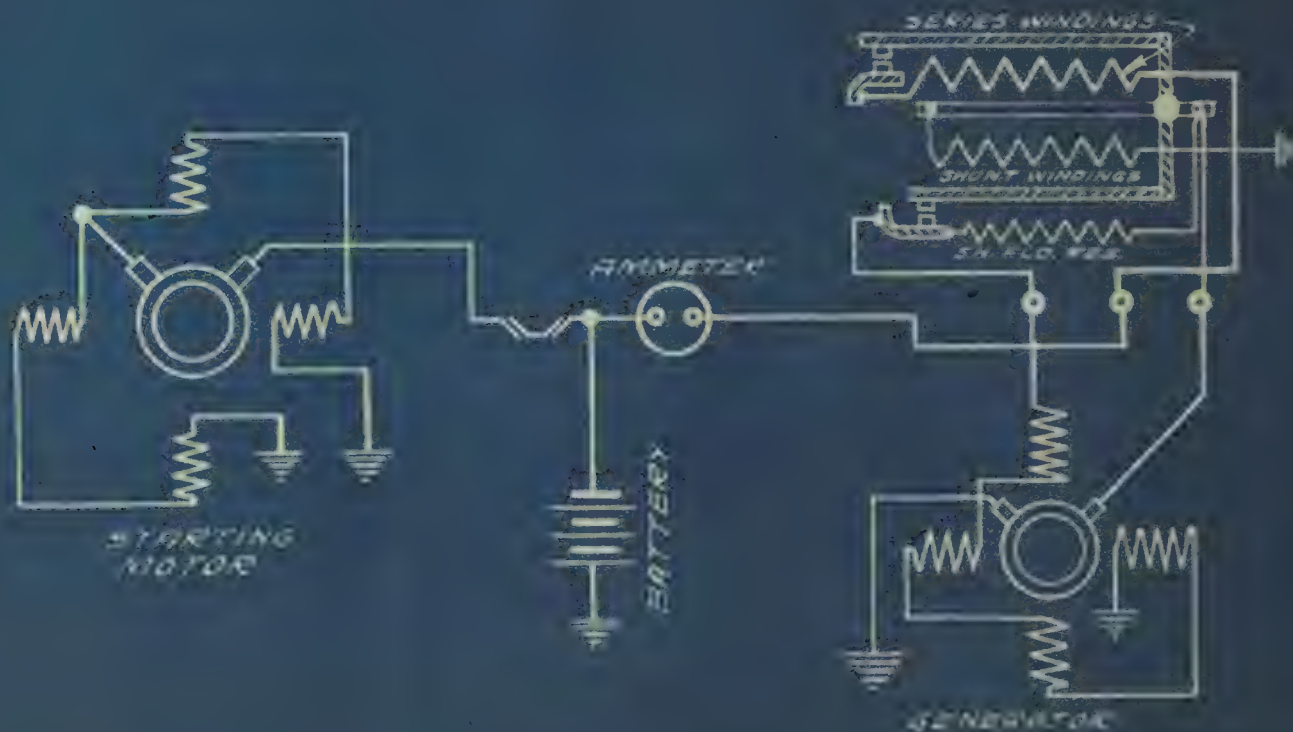 SERIES WINDINGS
SHUNT WINDINGS
SH. FLD. RES.
AMMETER
BATTERY
STARTING
MOTOR
GENERATOR